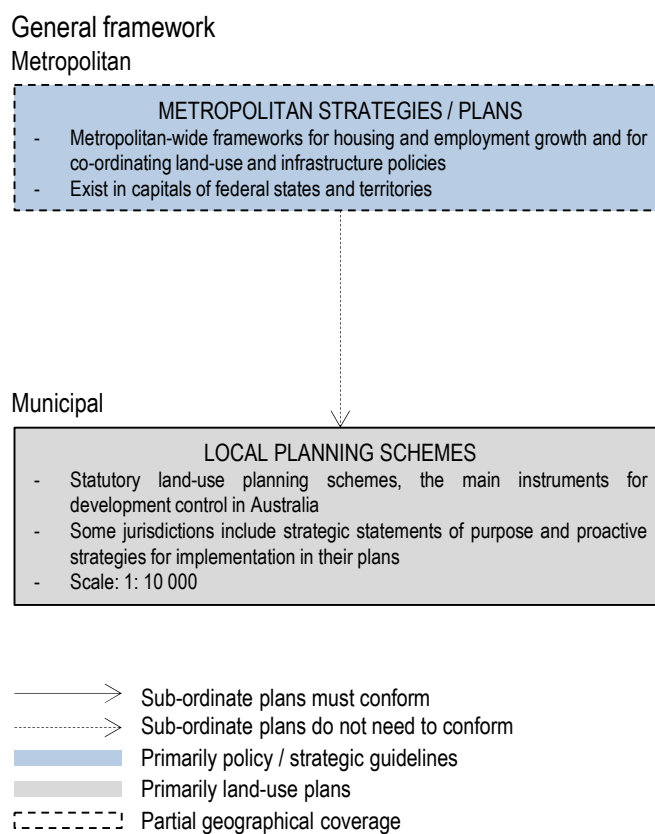 General framework
Metropolitan
METROPOLITAN STRATEGIES / PLANS
- Metropolitan-wide frameworks for housing and employment growth and for
co-ordinating land-use and infrastructure policies
- Exist in capitals of federal states and territories
Municipal
LOCAL PLANNING SCHEMES
- Statutory land-use planning schemes, the main instruments for
development control in Australia
- Some jurisdictions include strategic statements of purpose and proactive
strategies for implementation in their plans
- Scale: 1: 10 000
Sub-ordinate plans must conform
Sub-ordinate plans do not need to conform
Primarily policy / strategic guidelines
Primarily land-use plans
Partial geographical coverage